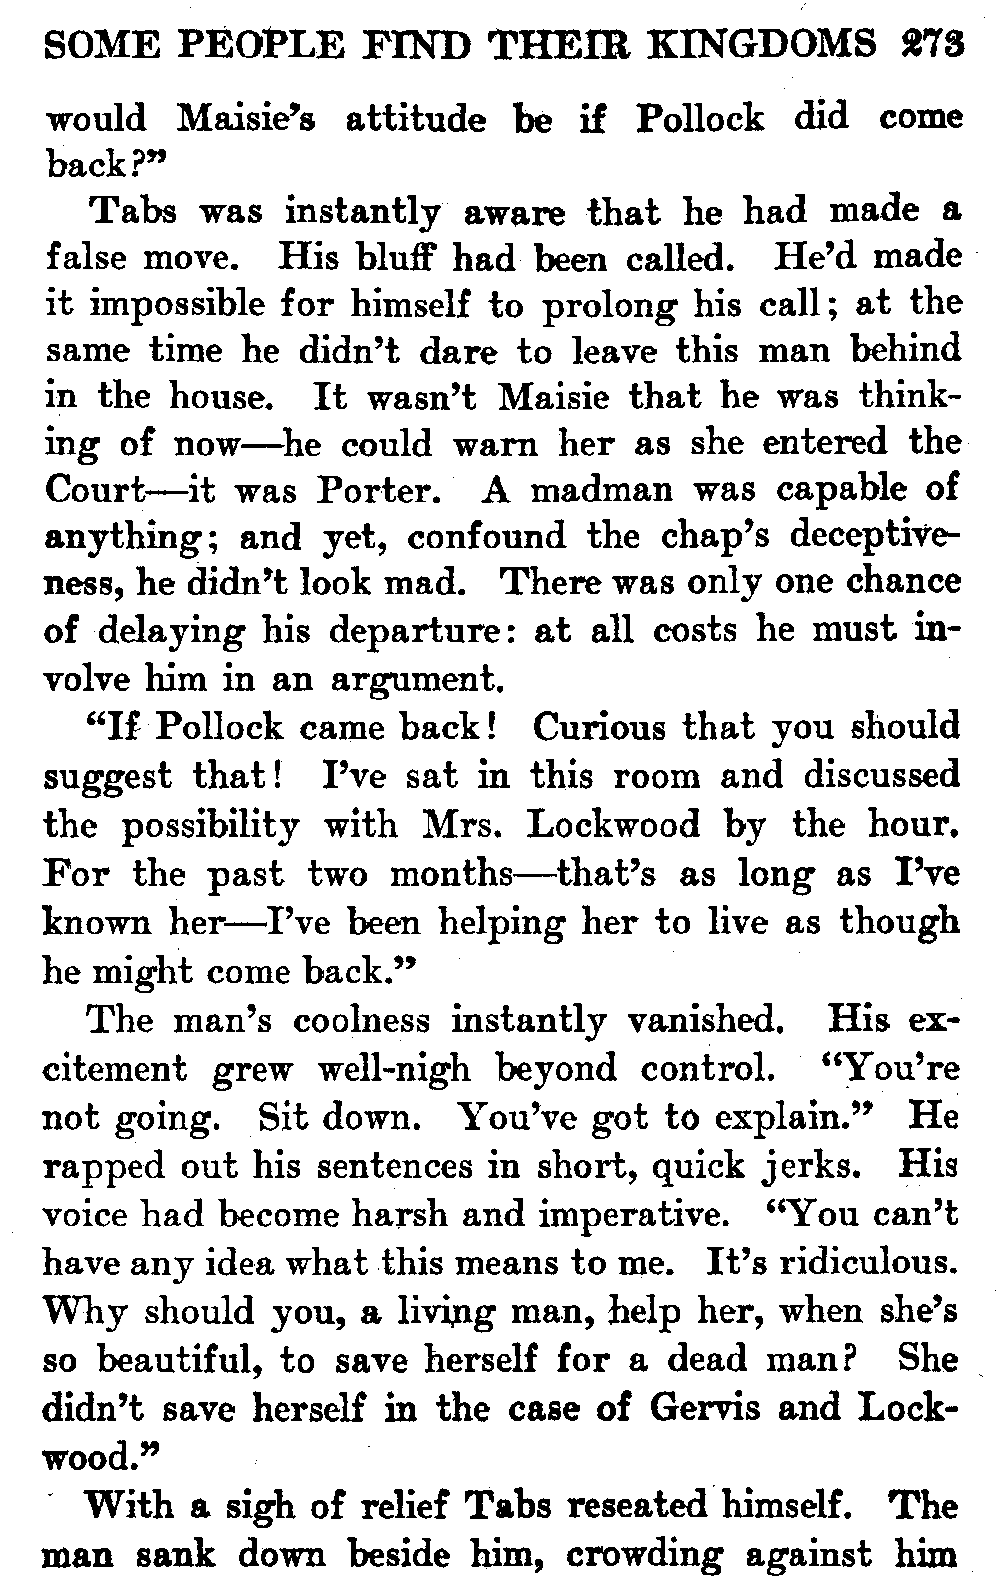 SOME PEOPLE FIND THEIR KINGDOMS 273
would Maisie's attitude be if Pollock did come
back?"
Tabs was instantly aware that he had made a
false move. His bluff had been called. He'd made
it impossible for himself to prolong his call; at the
same time he didn't dare to leave this man behind
in the house. It wasn't Maisie that he was think-
ing of now—he could warn her as she entered the
Court—it was Porter. A madman was capable of
anything; and yet, confound the chap's deceptive-
ness, he didn't look mad. There was only one chance
of delaying his departure: at all costs he must in-
volve him in an argument.
"If Pollock came back! Curious that you should
suggest that! I've sat in this room and discussed
the possibility with Mrs. Lockwood by the hour.
For the past two months—that's as long as I've
known her—I've been helping her to live as though
he might come back."
The man's coolness instantly vanished. His ex-
citement grew well-nigh beyond control. "You're
not going. Sit down. You've got to explain." He
rapped out his sentences in short, quick jerks. His
voice had become harsh and imperative. "You can't
have any idea what this means to me. It's ridiculous.
Why should you, a living man, help her, when she's
so beautiful, to save herself for a dead man? She
didn't save herself in the case of Gervis and Lock-
wood."
With a sigh of relief Tabs reseated himself. The
man sank down beside him, crowding against him